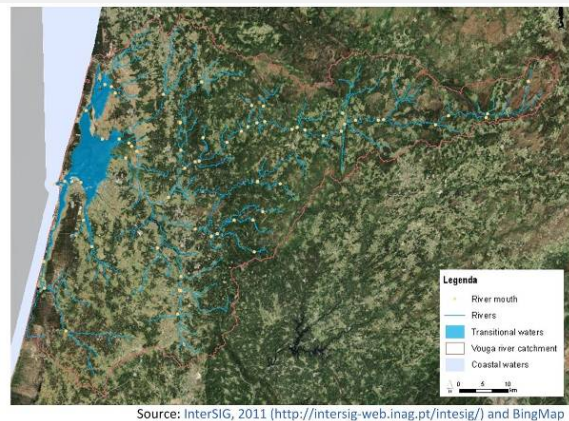 Legenda
River mouth
Rivers
Transitional waters
Vouga river catchment
Coastal waters
0 5 10
Km
Source: InterSIG, 2011 (http://intersig-web.inag.pt/intesig/) and BingMap